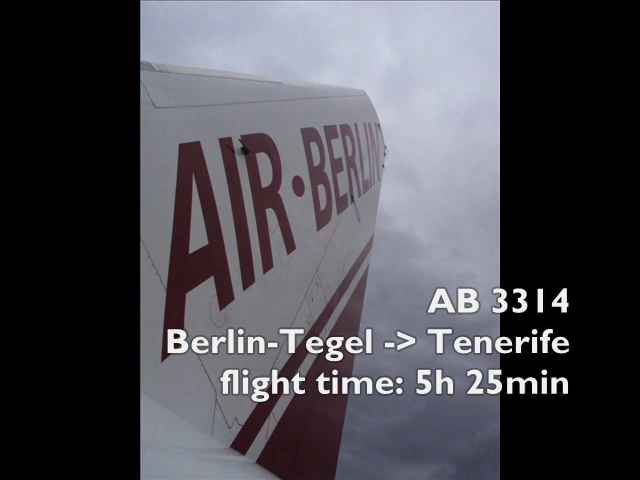 AIR•BERLIN
AB 3314
Berlin-Tegel -> Tenerife
flight time: 5h 25min